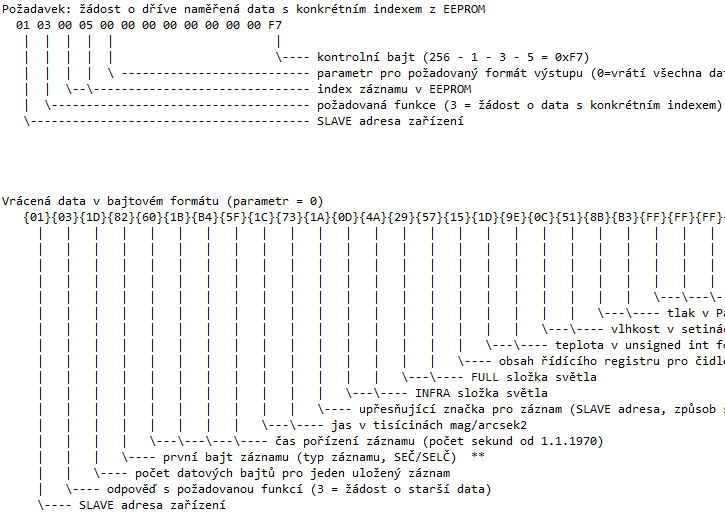 Požadavek: žádost o dříve naměřená data s konkrétním indexem z EEPROM
01 03 00 05 00 00 00 00 00 00 00 00 F7
kontrolní bajt (256 - 1 - 3 - 5 = 0xF7)
parametr pro požadovaný formát výstupu (0=vrátí všechna da
index záznamu v EEPROM
požadovaná funkce (3 = žádost o data s konkrétním indexem)
SLAVE adresa zařízení
Vrácená data v bajtovém formátu (parametr = 0)
{01}{03}{1D}{82}{60}{1B}{B4}{5F}{1C}{73}{1A}{0D}{4A}{29}{57}{15}{1D}{9E}{0C}{51}{8B}{B3}{FF}{FF}{FF}
tlak v Pa
vlhkost v setiná
teplota v unsigned int fo
obsah řídícího registru pro čidlo
FULL složka světla
INFRA složka světla
upřesňující značka pro záznam (SLAVE adresa, způsob
jas v tisícinách mag/arcsek2
čas pořízení záznamu (počet sekund od 1.1.1970)
první bajt záznamu (typ záznamu, SEČ/SELČ) **
počet datových bajtů pro jeden uložený záznam
odpověď s požadovanou funkcí (3 = žádost o starší data)
SLAVE adresa zařízení